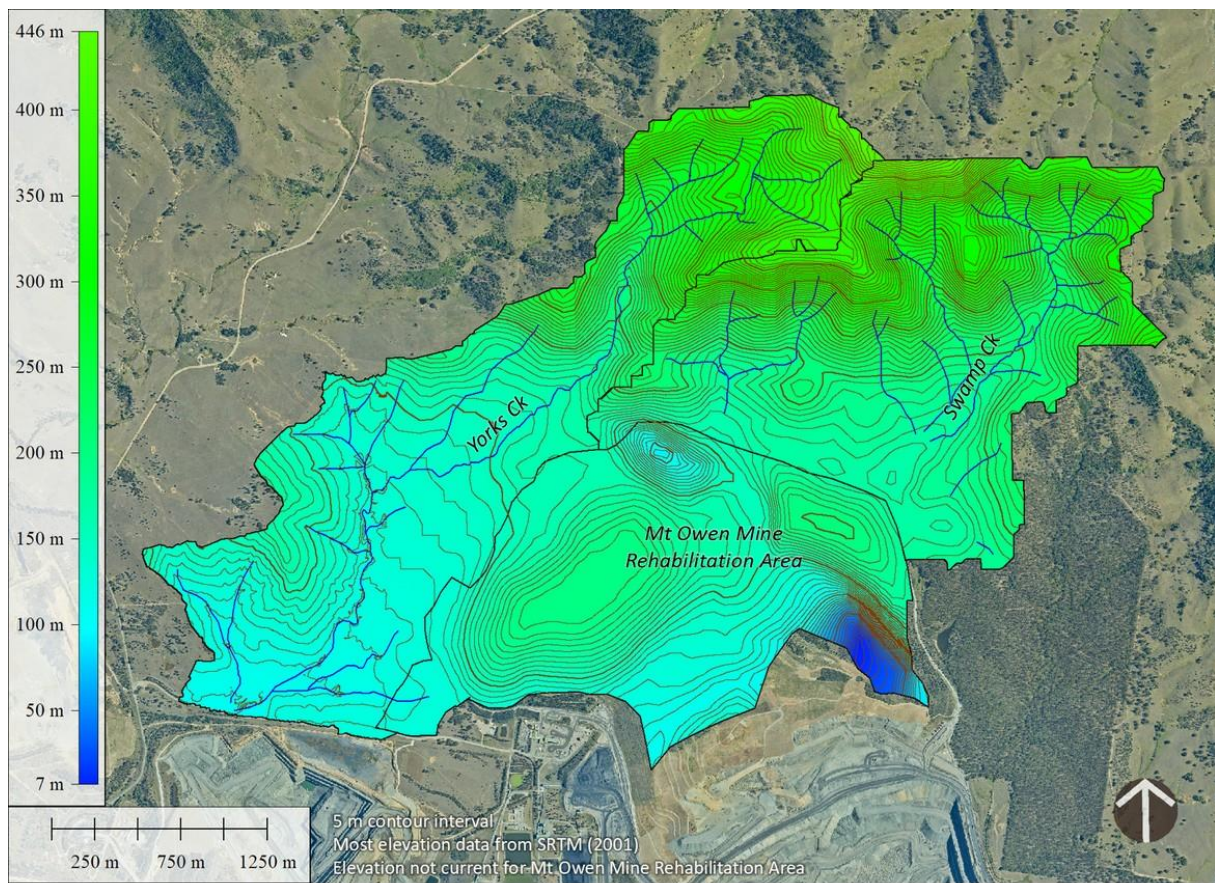 446 m
400 m
350 m
300 m
250 m
200 m
150 m
100 m
50 m
7 m
Yorks Ck
Swamp Ck
Mt Owen Mine
Rehabilitation Area
250 m 750 m 1250 m
5 m contour interval
Most elevation data from SRTM (2001)
Elevation not current for Mt Owen Mine Rehabilitation Area